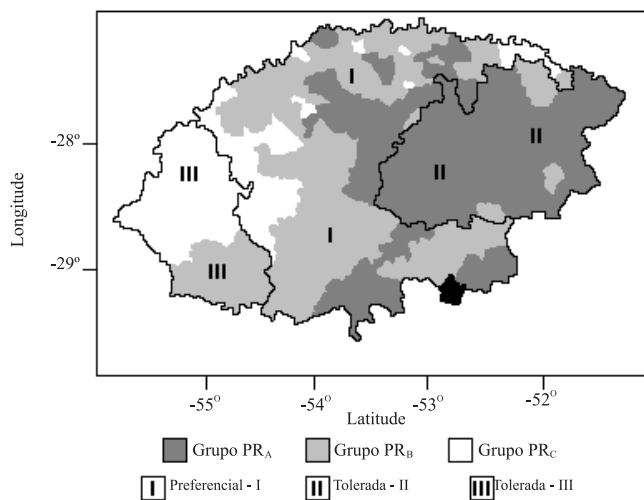 I
-28°
II
III
II
Longitude
I
III
-29°
-55°
-54°
-53°
-52°
Latitude
Grupo PRA
Grupo PRB
Grupo PRC
I Preferencial - I
II Tolerada - II
III Tolerada - III